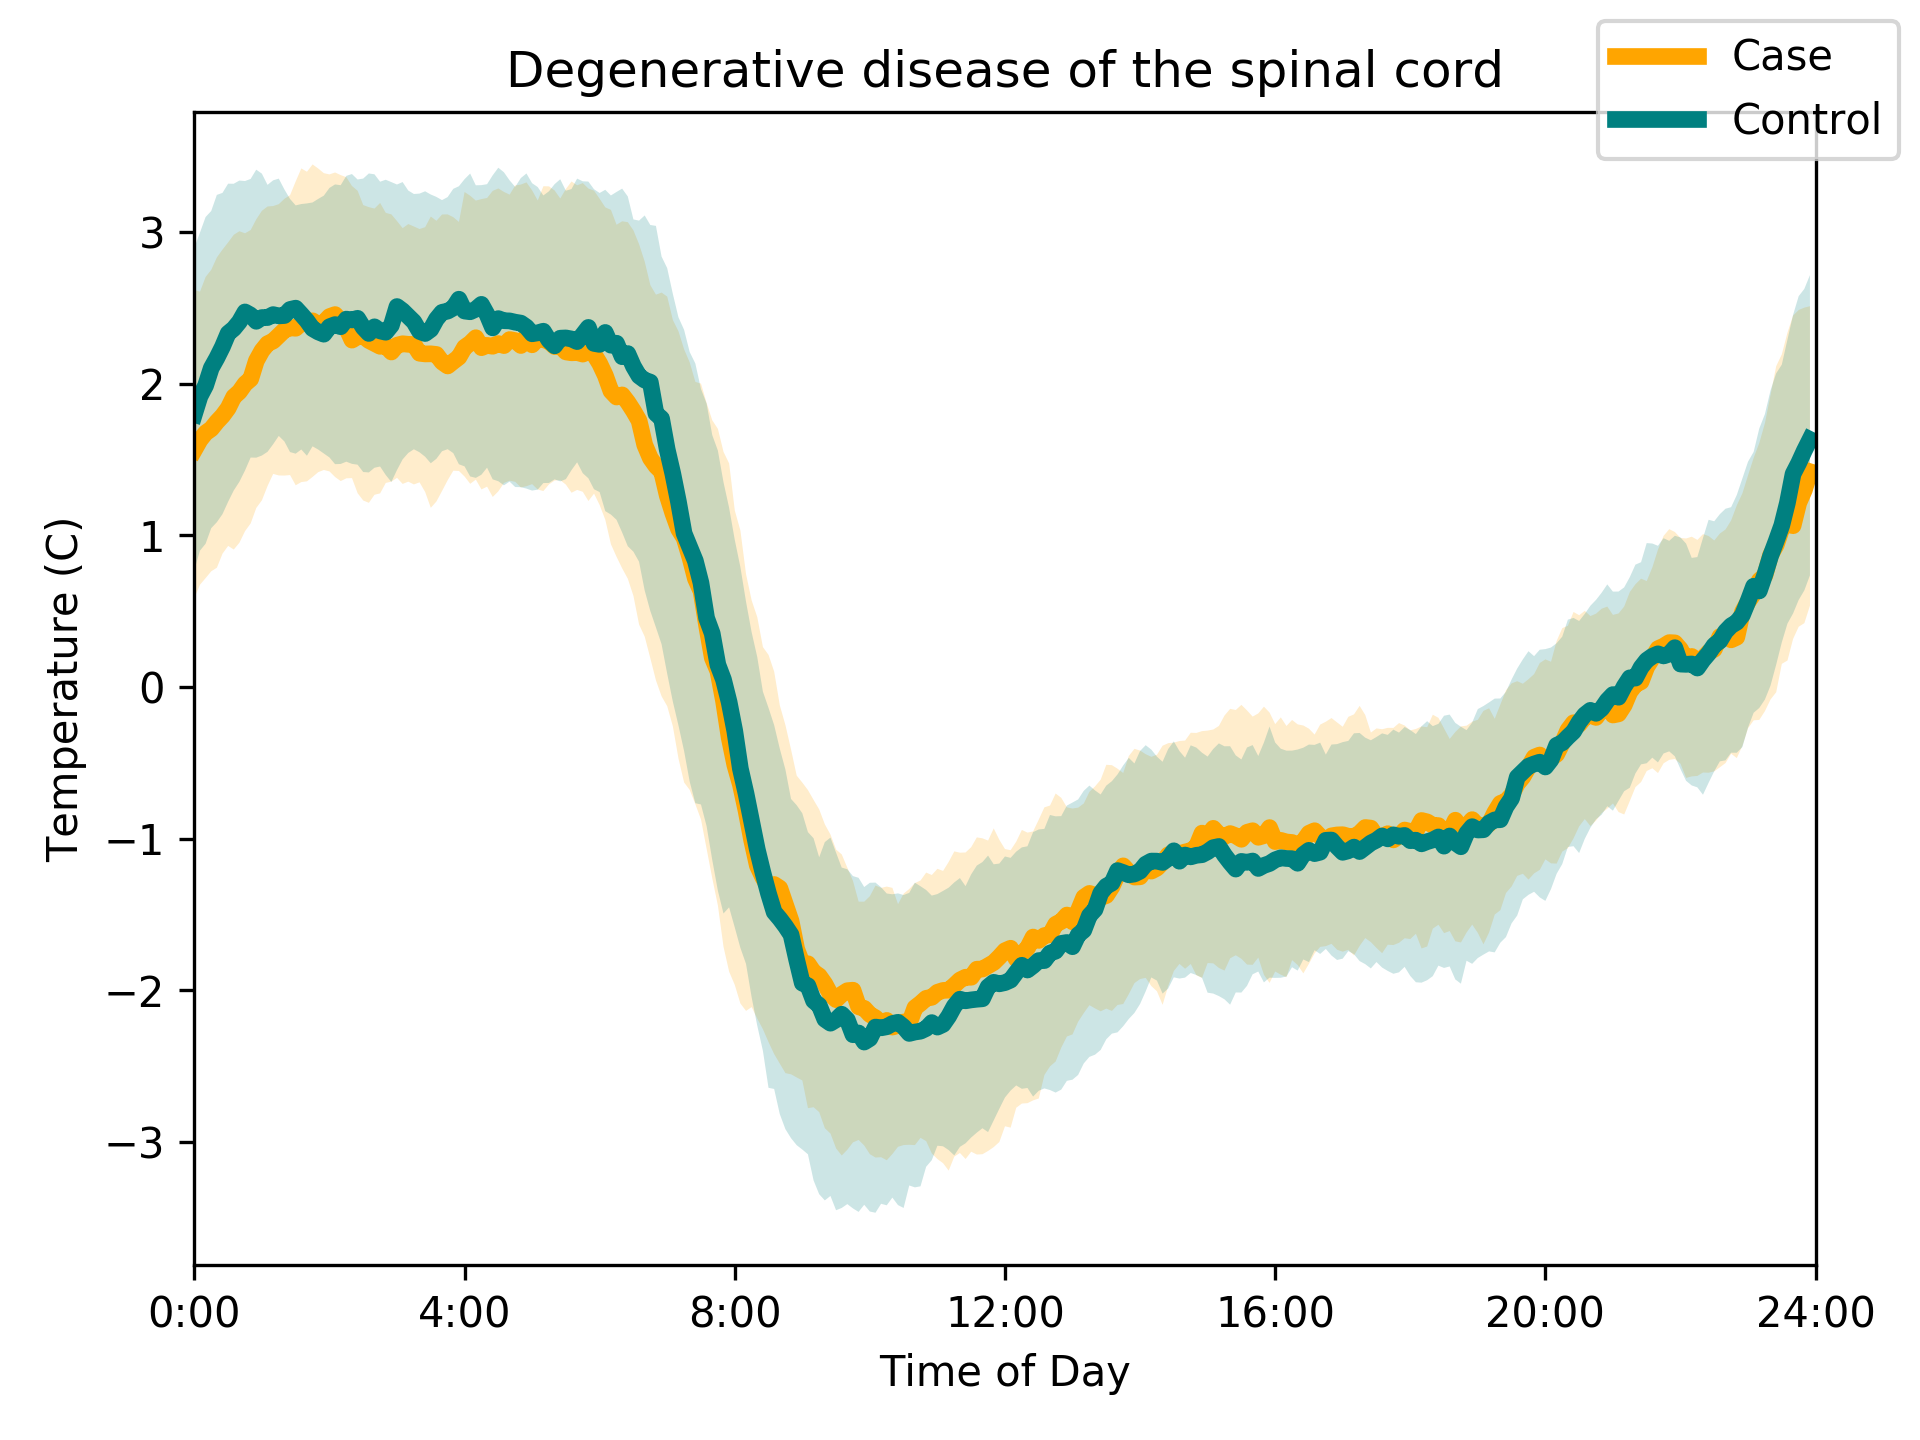 Degenerative disease of the spinal cord
Case
Control
Temperature (C)
3
2
1
0
−1
−2
−3
0:00 4:00 8:00 12:00 16:00 20:00 24:00
Time of Day